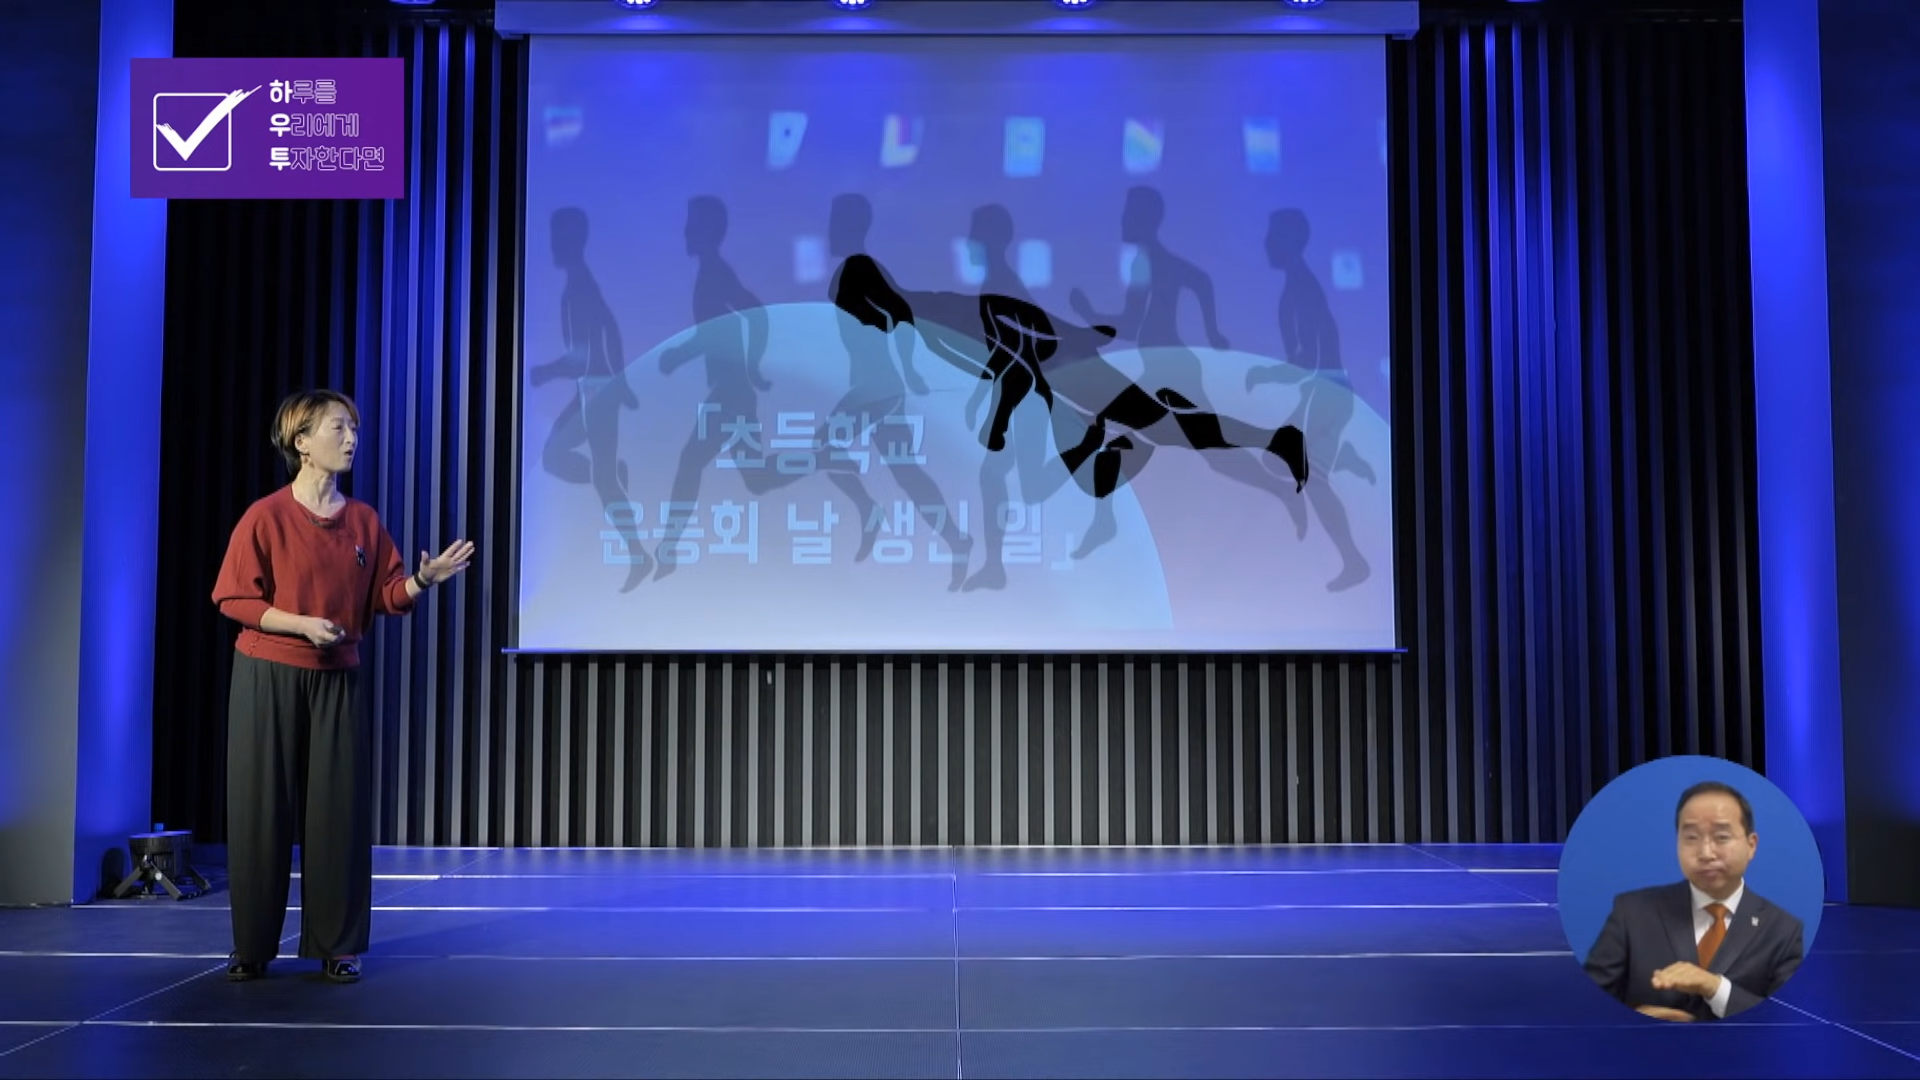 하루를
우리에게
투자한다면
「초등학교
운동회 날 생긴 일」